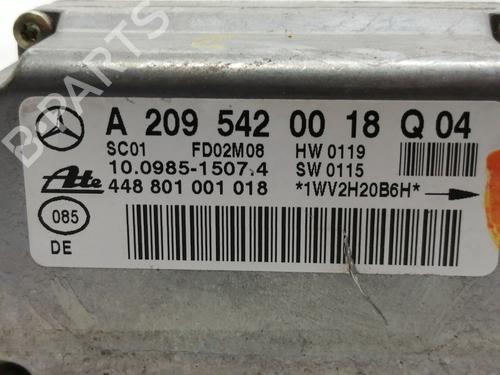 A 209 542 00 18 Q 04
SC01 FD02M08 HW 0119
10.0985-1507.4 SW 0115
Ate 448 801 001 018 *1WV2H20B6H*
085
DE
B-PARTS